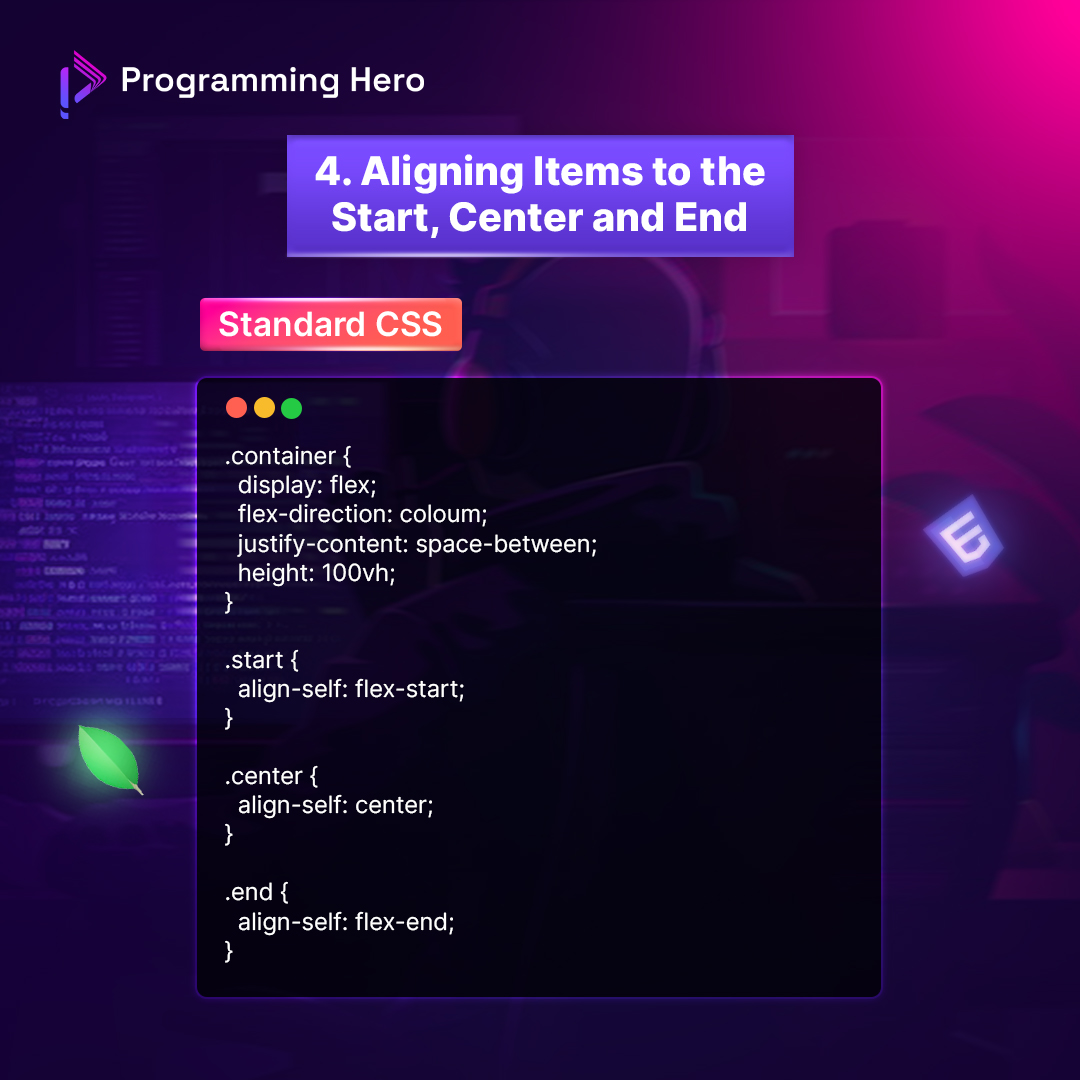 Programming Hero
4. Aligning Items to the
Start, Center and End
Standard CSS
.container {
  display: flex;
  flex-direction: coloum;
  justify-content: space-between;
  height: 100vh;
}
.start {
  align-self: flex-start;
}
.center {
  align-self: center;
}
.end {
  align-self: flex-end;
}